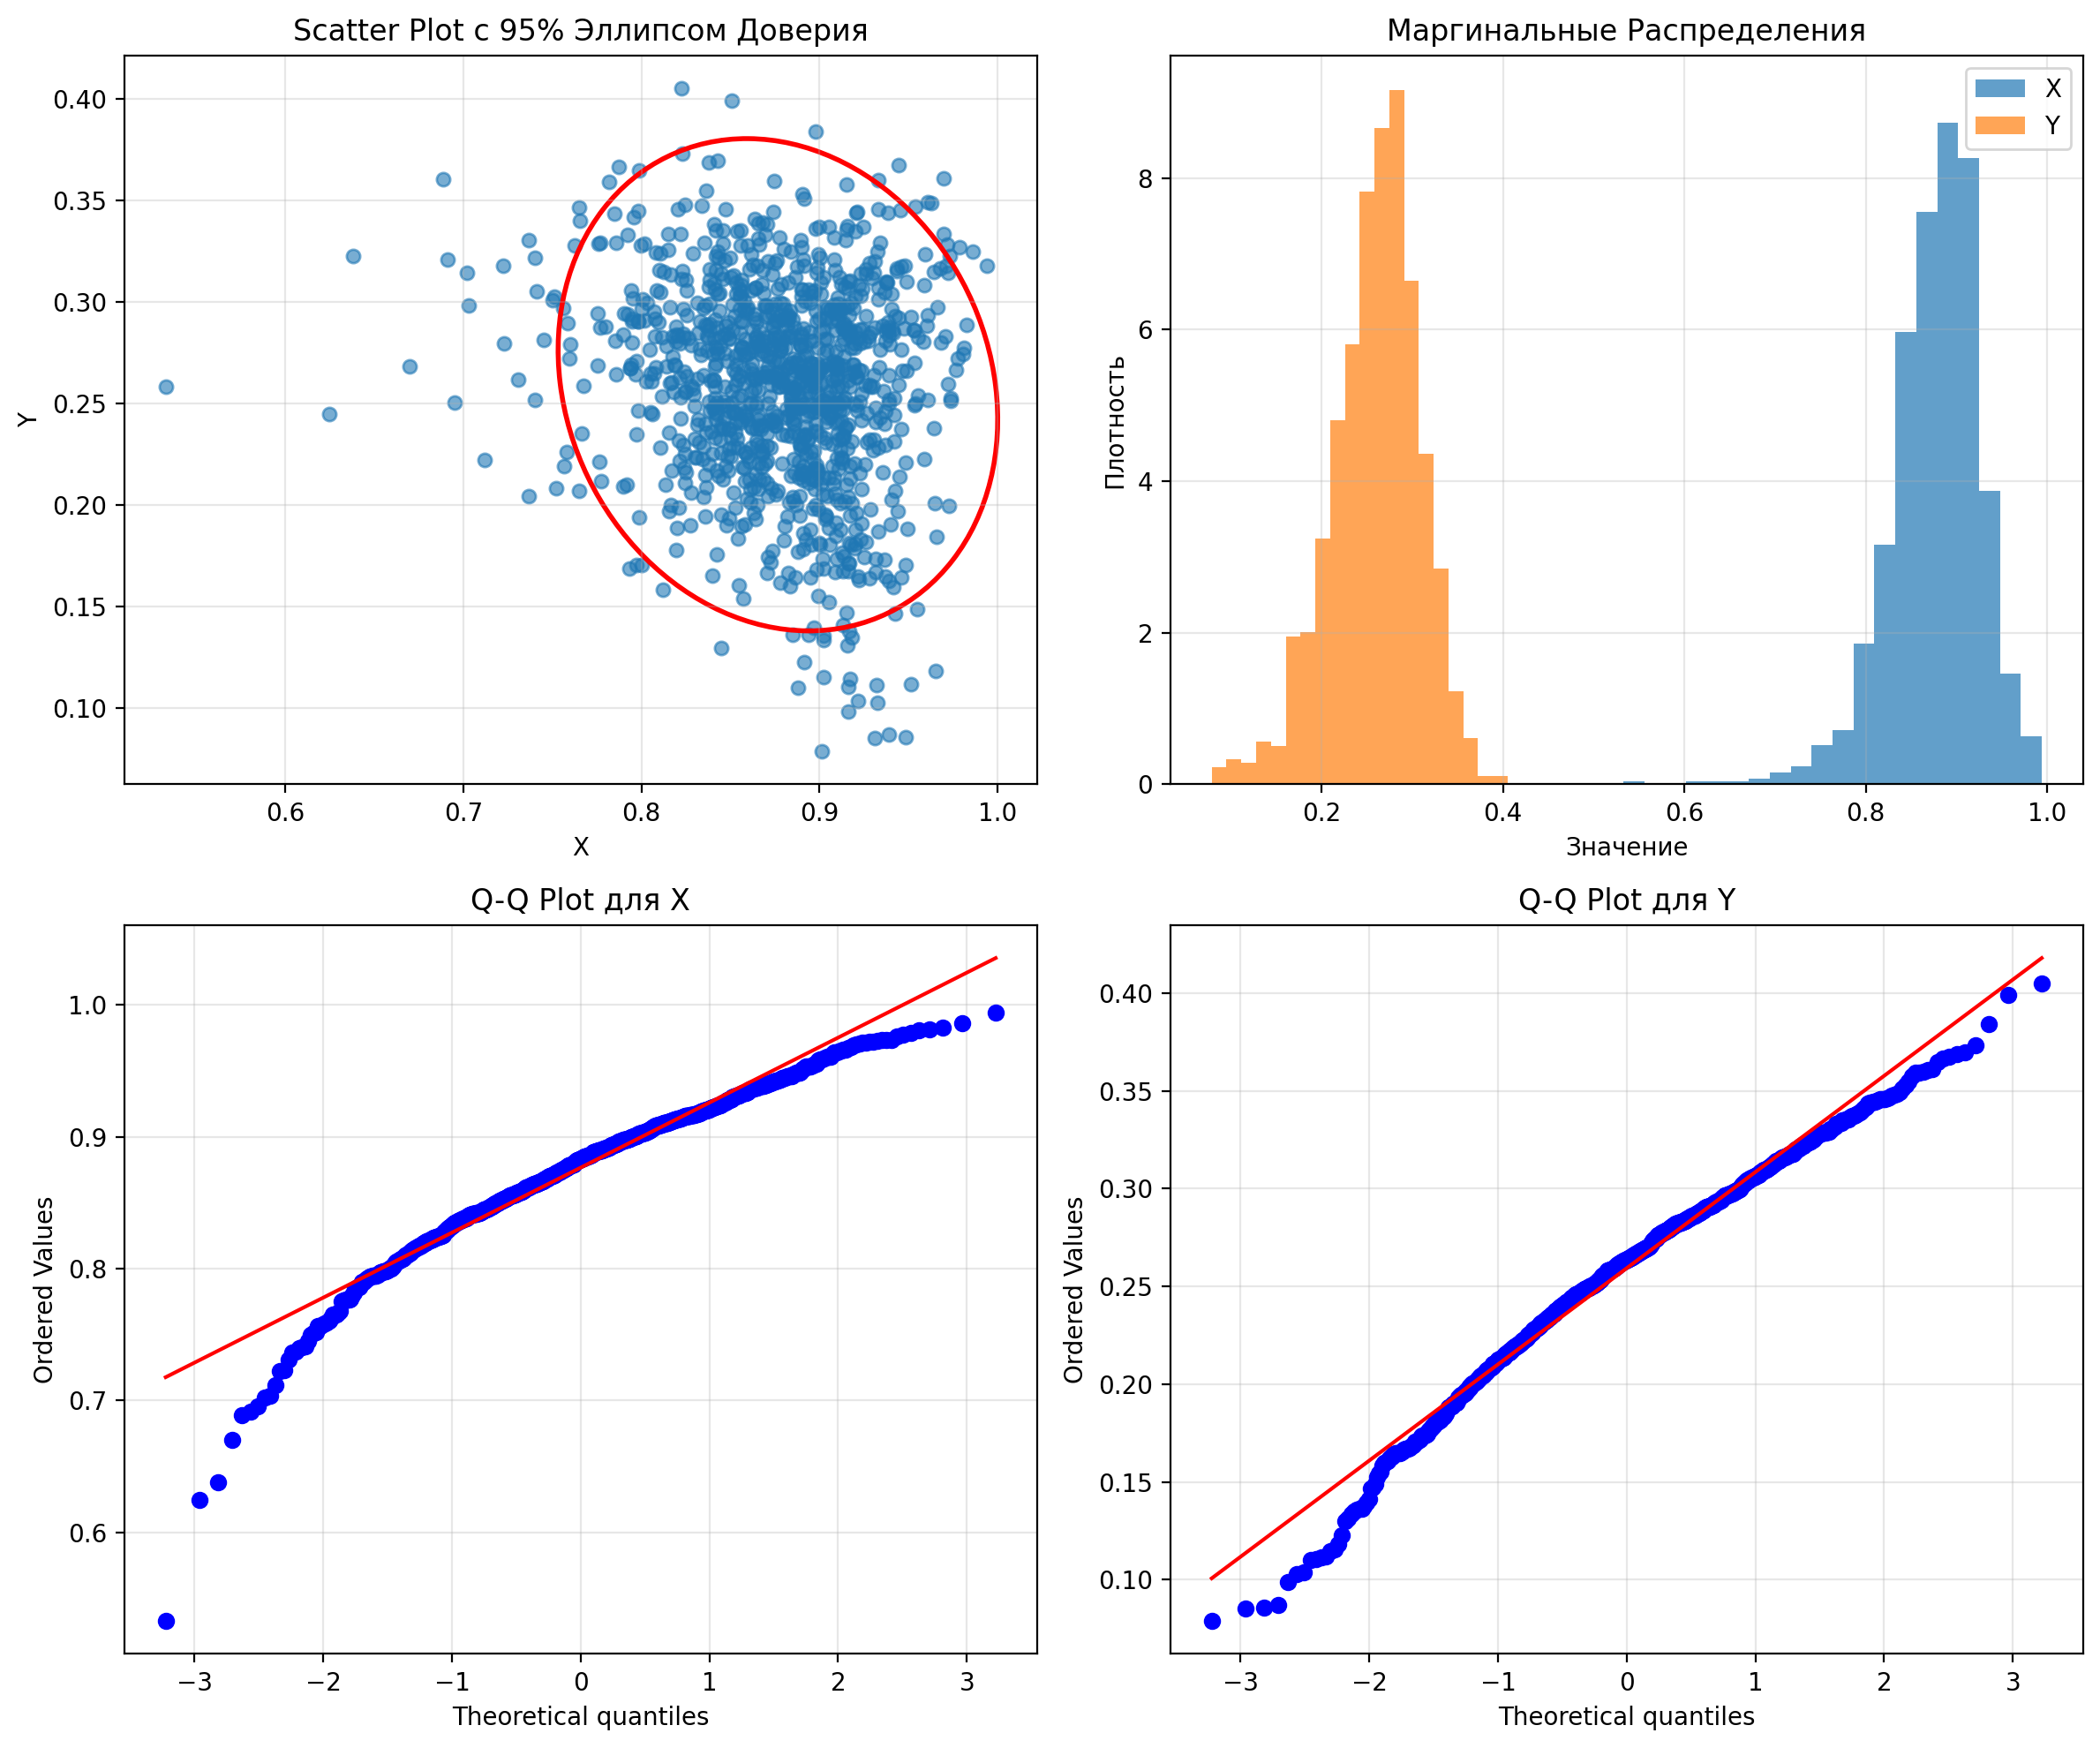 Scatter Plot с 95% Эллипсом Доверия
0.40
0.35
0.30
0.25
0.20
0.15
0.10
Y
0.6 0.7 0.8 0.9 1.0
X
Маргинальные Распределения
X
Y
8
6
4
2
0
Плотность
0.2 0.4 0.6 0.8 1.0
Значение
Q-Q Plot для X
1.0
0.9
0.8
0.7
0.6
Ordered Values
−3 −2 −1 0 1 2 3
Theoretical quantiles
Q-Q Plot для Y
0.40
0.35
0.30
0.25
0.20
0.15
0.10
Ordered Values
−3 −2 −1 0 1 2 3
Theoretical quantiles